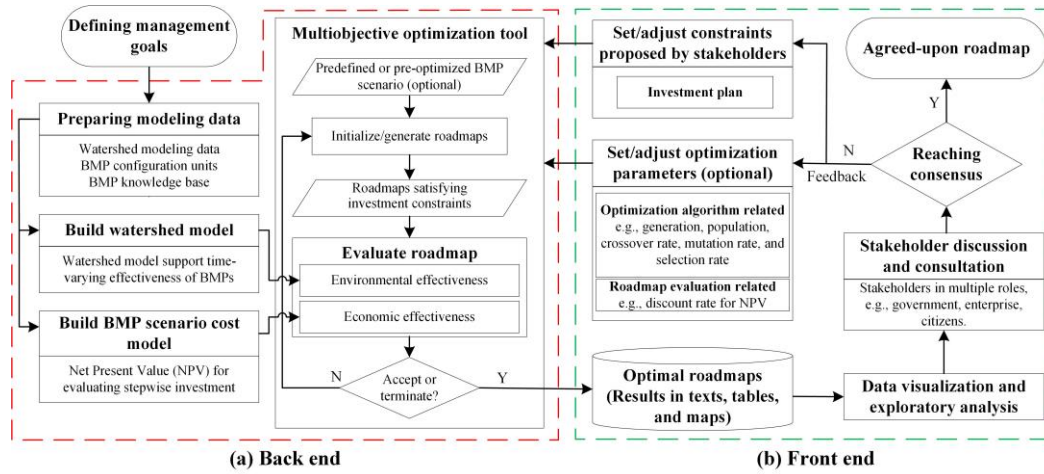 Defining management
goals
Preparing modeling data
Watershed modeling data
BMP configuration units
BMP knowledge base
Build watershed model
Watershed model support time-
varying effectiveness of BMPs
Build BMP scenario cost
model
Net Present Value (NPV) for
evaluating stepwise investment
Multiobjective optimization tool
Predefined or pre-optimized BMP
scenario (optional)
Initialize/generate roadmaps
Roadmaps satisfying
investment constraints
Evaluate roadmap
Environmental effectiveness
Economic effectiveness
N
Accept or
terminate?
Y
(a) Back end
Set/adjust constraints
proposed by stakeholders
Investment plan
Set/adjust optimization
parameters (optional)
Optimization algorithm related
e.g., generation, population,
crossover rate, mutation rate, and
selection rate
Roadmap evaluation related
e.g., discount rate for NPV
Optimal roadmaps
(Results in texts, tables,
and maps)
Agreed-upon roadmap
Y
N
Feedback
Reaching
consensus
Stakeholder discussion
and consultation
Stakeholders in multiple roles,
e.g., government, enterprise,
citizens.
Data visualization and
exploratory analysis
(b) Front end